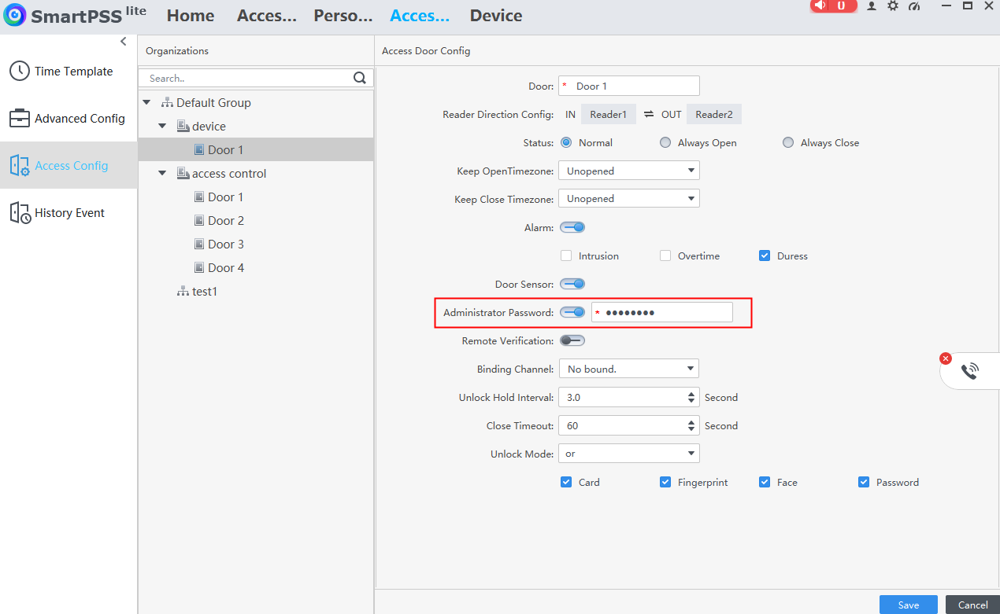 SmartPSS lite Home Acces... Perso... Acces... Device
0
Time Template
Advanced Config
Access Config
History Event
Organizations
Search..
Default Group
device
Door 1
access control
Door 1
Door 2
Door 3
Door 4
test1
Access Door Config
Door: * Door 1
Reader Direction Config: IN Reader1 ⇌ OUT Reader2
Status: Normal Always Open Always Close
Keep OpenTimezone: Unopened
Keep Close Timezone: Unopened
Alarm:
Intrusion Overtime Duress
Door Sensor:
Administrator Password: * ●●●●●●●●
Remote Verification:
Binding Channel: No bound.
Unlock Hold Interval: 3.0 Second
Close Timeout: 60 Second
Unlock Mode: or
Card Fingerprint Face Password
Save Cancel